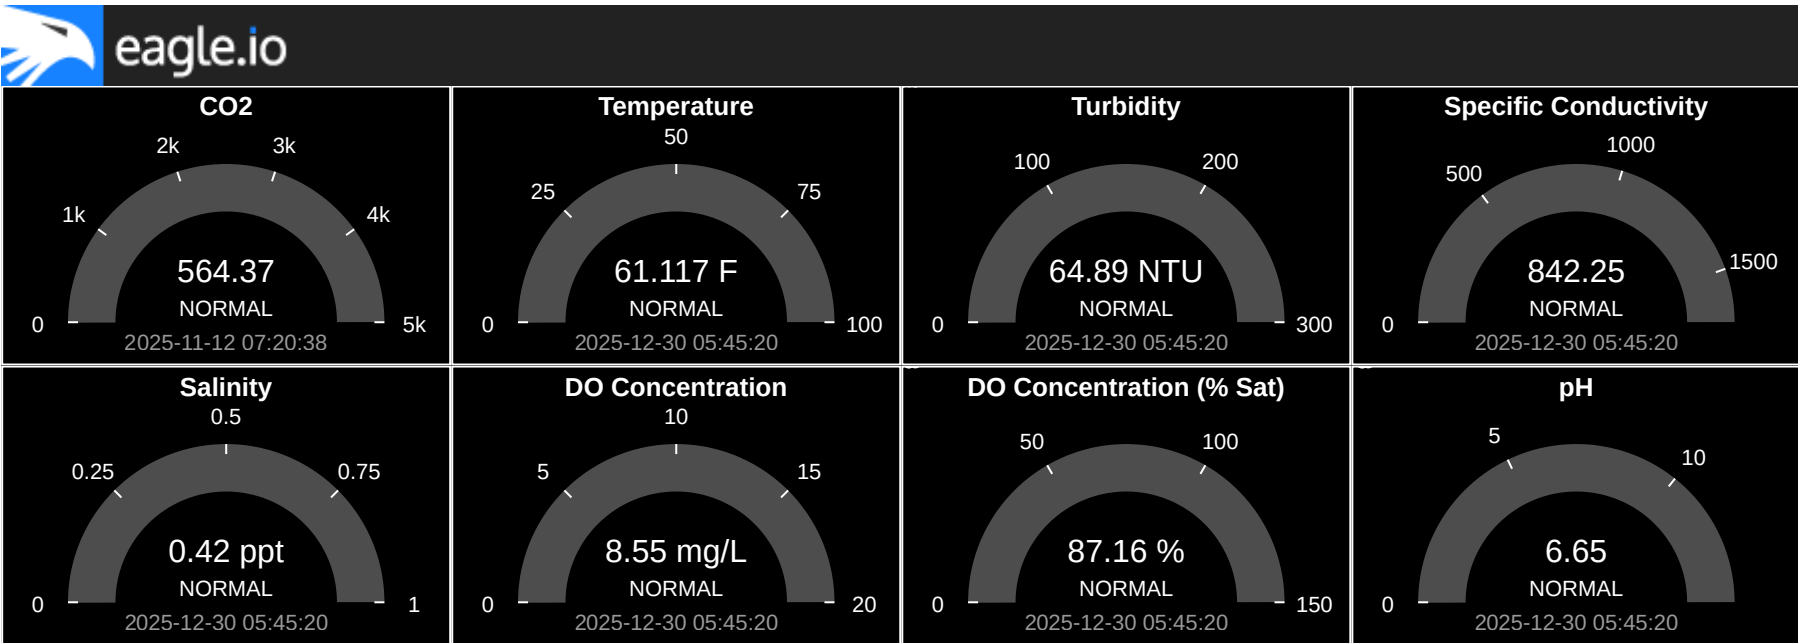 eagle.io
CO2
2k
3k
1k
4k
564.37
NORMAL
0
5k
2025-11-12 07:20:38
Temperature
50
25
75
61.117 F
NORMAL
0
100
2025-12-30 05:45:20
Turbidity
100
200
64.89 NTU
NORMAL
0
300
2025-12-30 05:45:20
Specific Conductivity
1000
500
1500
842.25
NORMAL
0
2025-12-30 05:45:20
Salinity
0.5
0.25
0.75
0.42 ppt
NORMAL
0
1
2025-12-30 05:45:20
DO Concentration
10
5
15
8.55 mg/L
NORMAL
0
20
2025-12-30 05:45:20
DO Concentration (% Sat)
50
100
87.16 %
NORMAL
0
150
2025-12-30 05:45:20
pH
5
10
6.65
NORMAL
0
2025-12-30 05:45:20